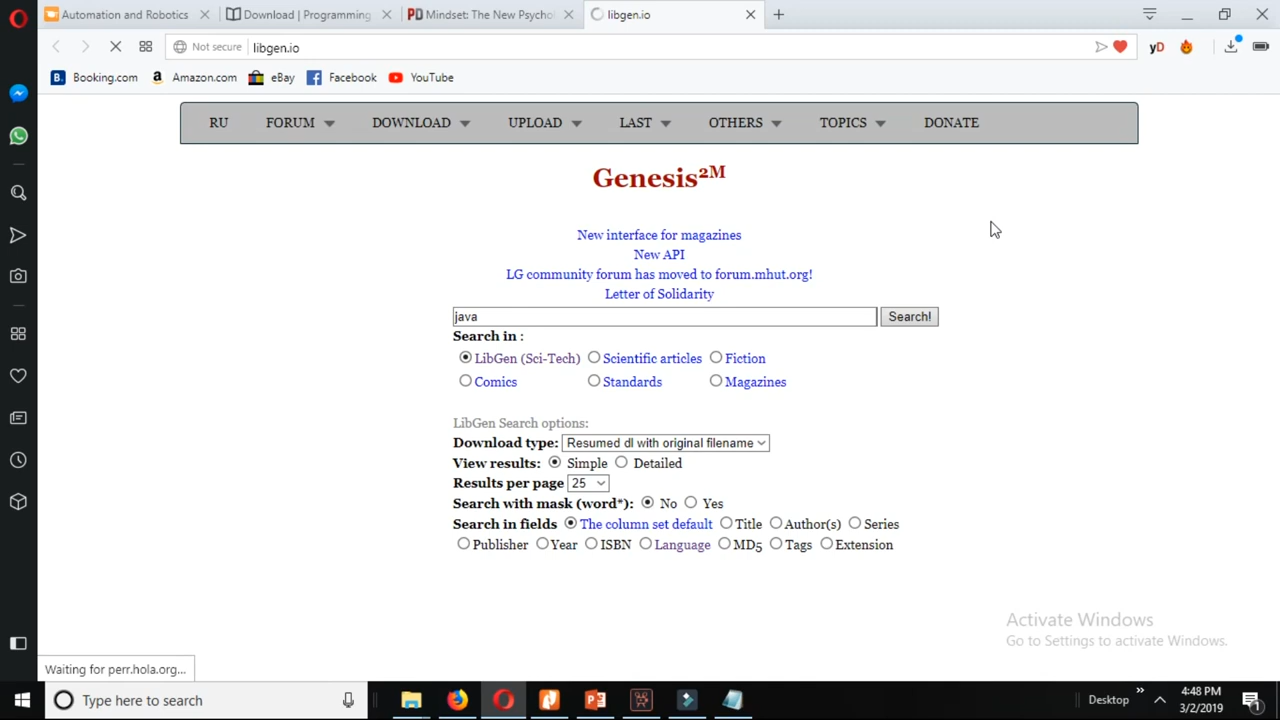 Automation and Robotics
Download | Programming
PD Mindset: The New Psychol
libgen.io
Not secure
libgen.io
yD
B. Booking.com
a Amazon.com
eBay
Facebook
YouTube
RU
FORUM
DOWNLOAD
UPLOAD
LAST
OTHERS
TOPICS
DONATE
Genesis2M
New interface for magazines
New API
LG community forum has moved to forum.mhut.org!
Letter of Solidarity
java
Search!
Search in :
LibGen (Sci-Tech) Scientific articles Fiction
Comics Standards Magazines
LibGen Search options:
Download type: Resumed dl with original filename
View results: Simple Detailed
Results per page 25
Search with mask (word*): No Yes
Search in fields The column set default Title Author(s) Series
Publisher Year ISBN Language MD5 Tags Extension
Activate Windows
Go to Settings to activate Windows.
Waiting for perr.hola.org...
Type here to search
Desktop
4:48 PM
3/2/2019
1